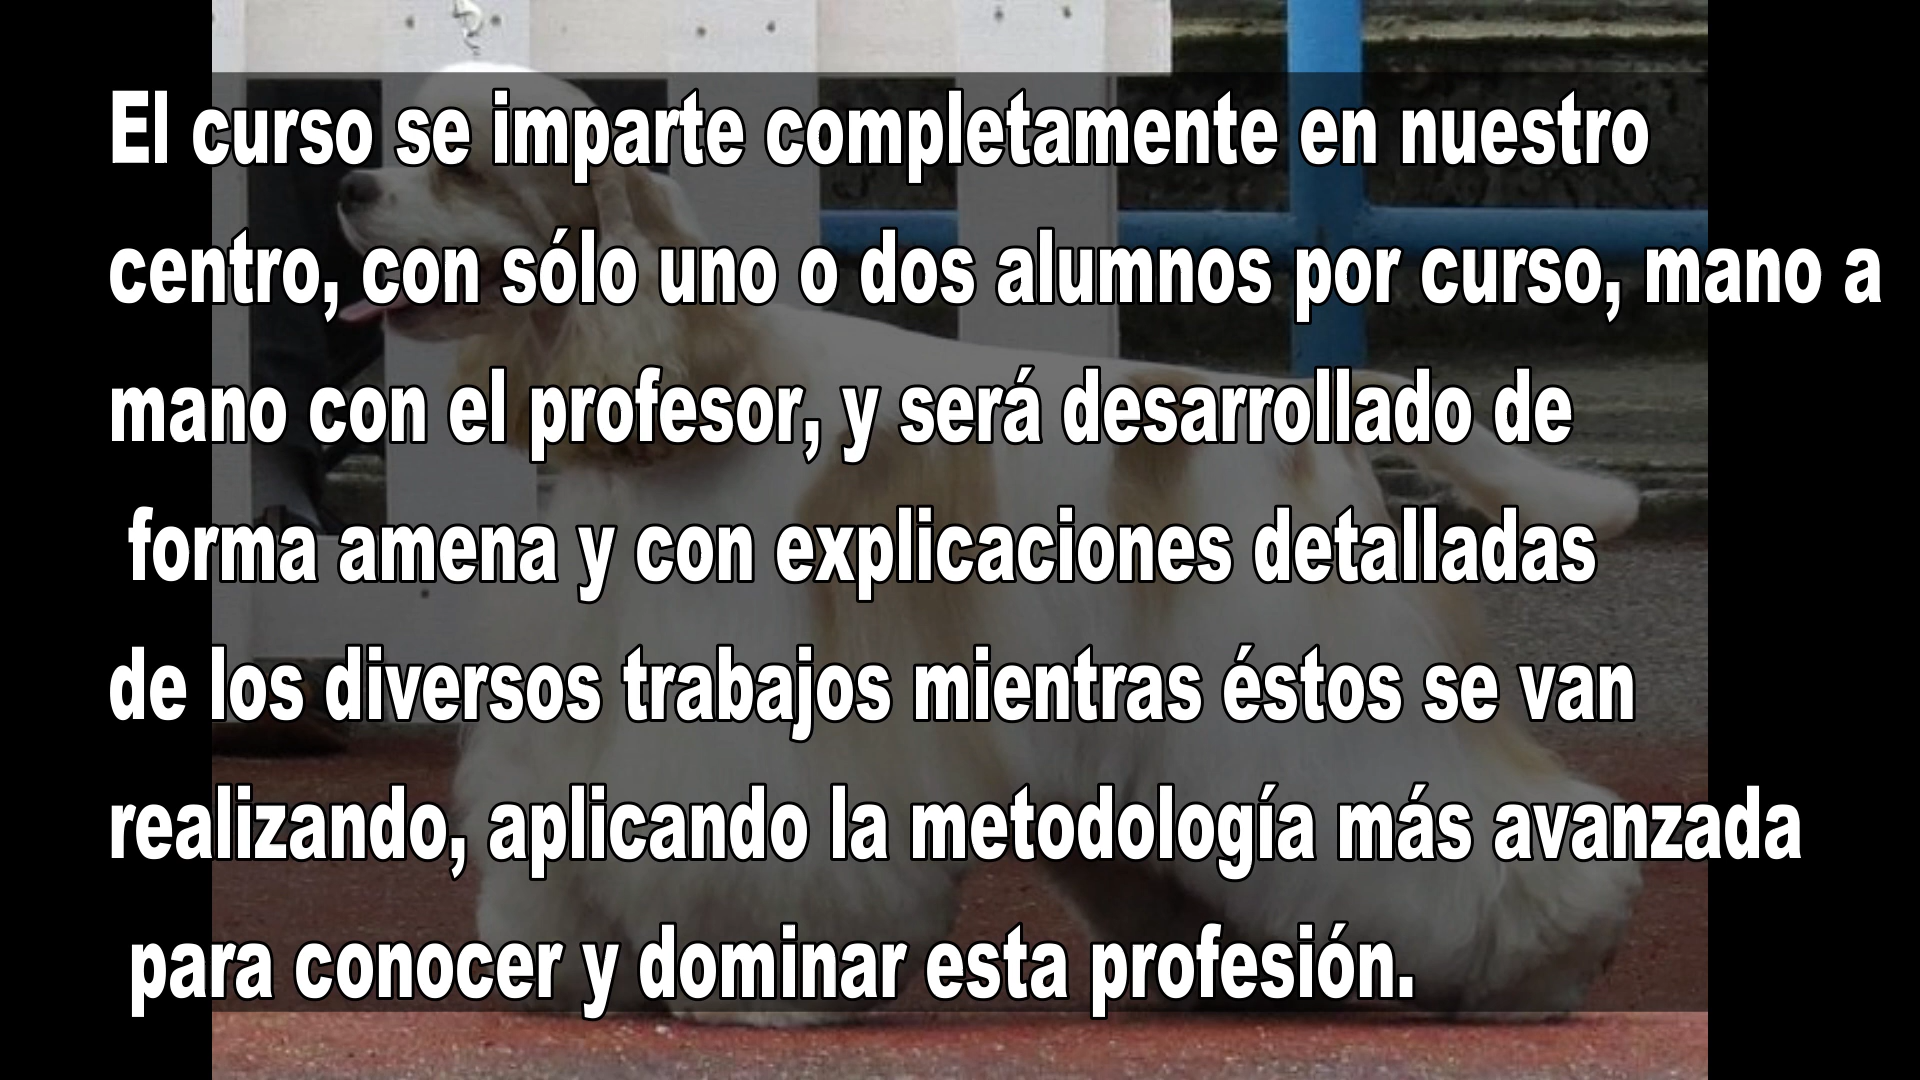 El curso se imparte completamente en nuestro
centro, con sólo uno o dos alumnos por curso, mano a
mano con el profesor, y será desarrollado de
forma amena y con explicaciones detalladas
de los diversos trabajos mientras éstos se van
realizando, aplicando la metodología más avanzada
para conocer y dominar esta profesión.